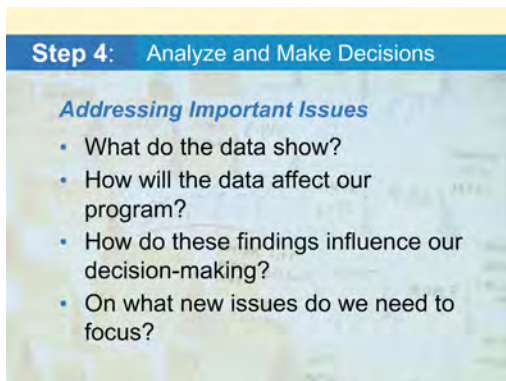 Step 4: Analyze and Make Decisions
Addressing Important Issues
• What do the data show?
• How will the data affect our
program?
• How do these findings influence our
decision-making?
• On what new issues do we need to
focus?